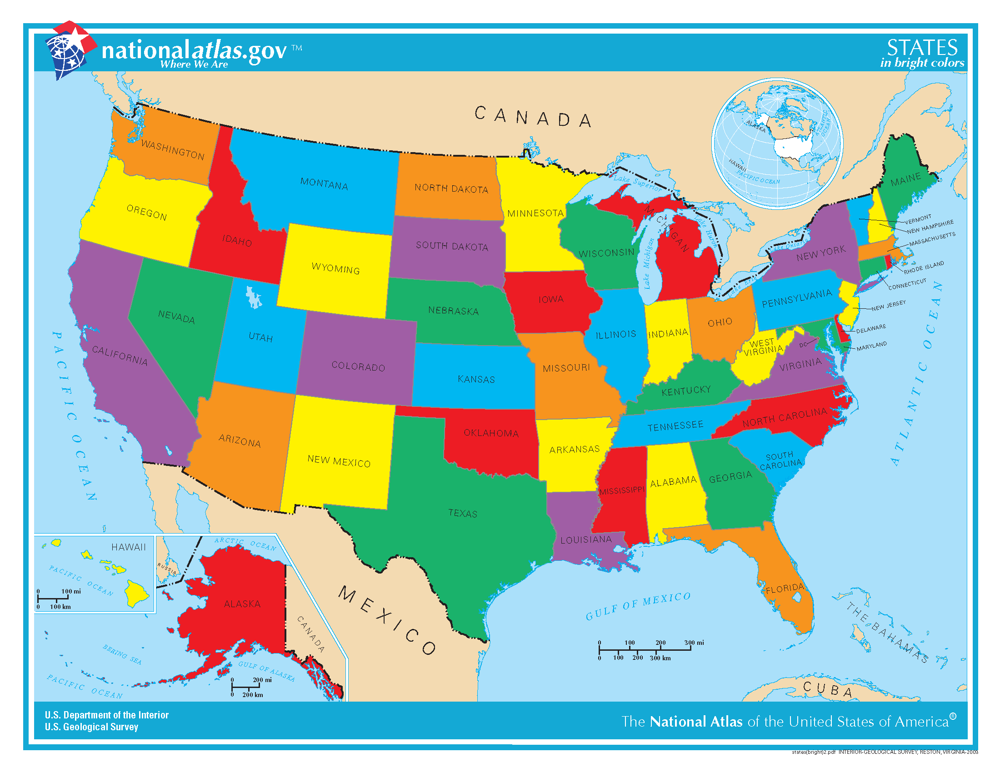 nationalatlas.gov ™
Where We Are
STATES
in bright colors
CANADA
ALASKA
HAWAII
PACIFIC OCEAN
ATLANTIC
OCEAN
WASHINGTON
MONTANA
NORTH DAKOTA
MINNESOTA
Lake Superior
MICHIGAN
Lake Huron
Lake Michigan
MAINE
VERMONT
NEW HAMPSHIRE
MASSACHUSETTS
RHODE ISLAND
CONNECTICUT
NEW JERSEY
DELAWARE
MARYLAND
DC
OREGON
IDAHO
WYOMING
SOUTH DAKOTA
WISCONSIN
Lake Ontario
NEW YORK
Lake Erie
NEBRASKA
IOWA
PENNSYLVANIA
NEVADA
UTAH
ILLINOIS
INDIANA
OHIO
WEST
VIRGINIA
VIRGINIA
CALIFORNIA
COLORADO
KANSAS
MISSOURI
KENTUCKY
PACIFIC OCEAN
ATLANTIC OCEAN
ARIZONA
NEW MEXICO
OKLAHOMA
ARKANSAS
TENNESSEE
NORTH CAROLINA
SOUTH
CAROLINA
TEXAS
LOUISIANA
MISSISSIPPI
ALABAMA
GEORGIA
FLORIDA
MEXICO
GULF OF MEXICO
THE BAHAMAS
CUBA
0 100 200 300 mi
0 100 200 300 km
HAWAII
PACIFIC OCEAN
0 100 mi
0 100 km
ARCTIC OCEAN
RUSSIA
ALASKA
CANADA
BERING SEA
GULF OF ALASKA
PACIFIC OCEAN
0 200 mi
0 200 km
U.S. Department of the Interior
U.S. Geological Survey
The National Atlas of the United States of America®
states(bright)2.pdf INTERIOR-GEOLOGICAL SURVEY, RESTON, VIRGINIA-2003